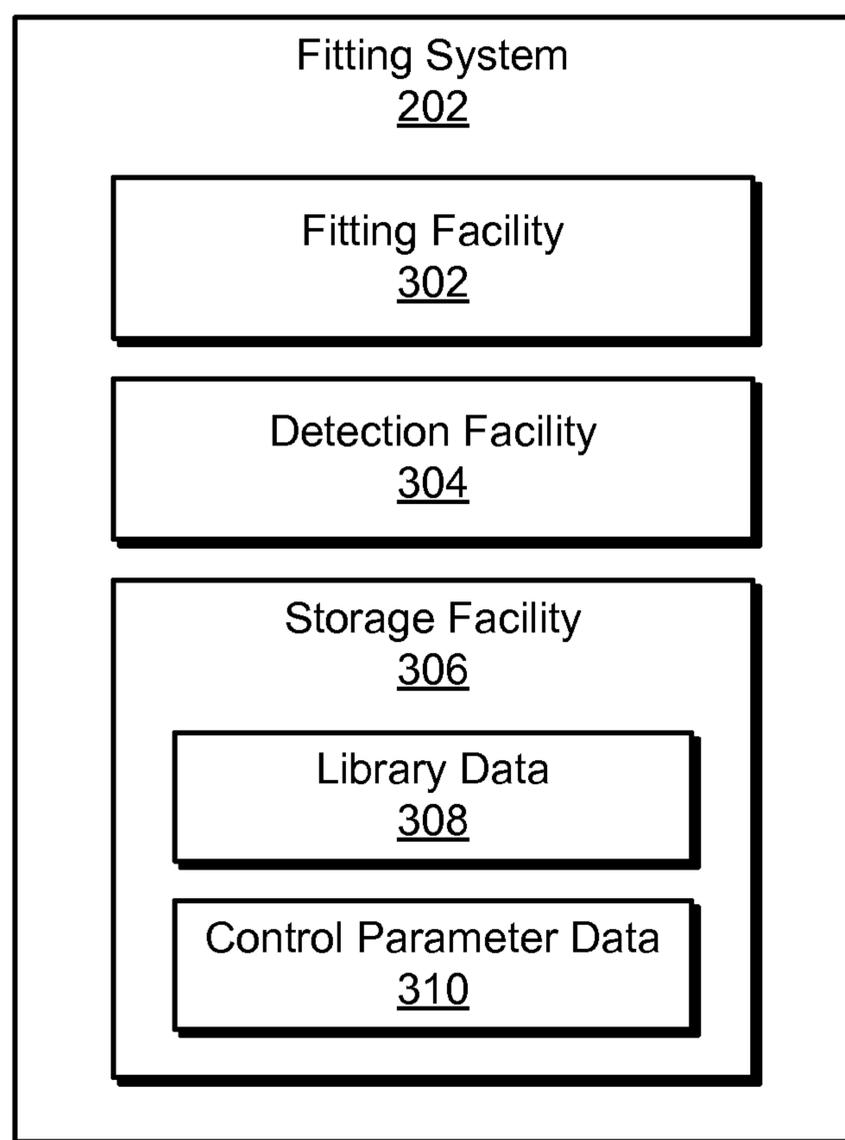 Fitting System
202
Fitting Facility
302
Detection Facility
304
Storage Facility
306
Library Data
308
Control Parameter Data
310